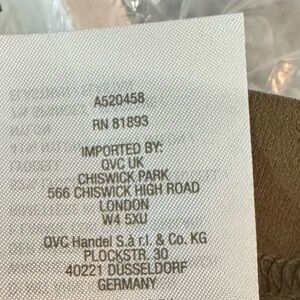 A520458
RN 81893
IMPORTED BY:
QVC UK
CHISWICK PARK
566 CHISWICK HIGH ROAD
LONDON
W4 5XU
QVC Handel S.à r.l. & Co. KG
PLOCKSTR. 30
40221 DÜSSELDORF
GERMANY